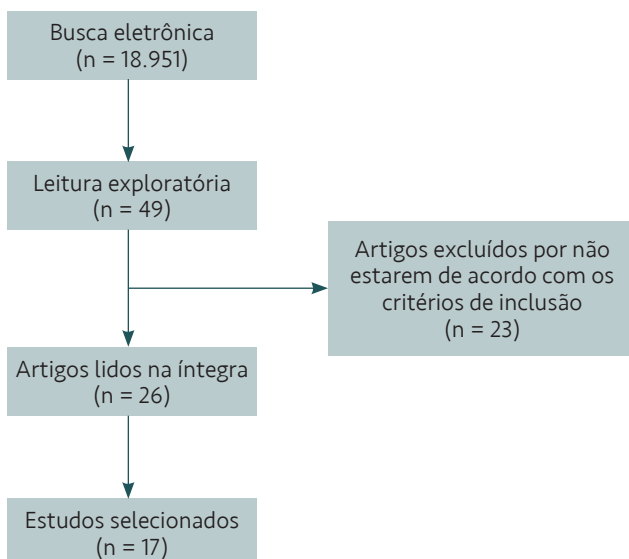 Busca eletrônica
(n = 18.951)
Leitura exploratória
(n = 49)
Artigos excluídos por não
estarem de acordo com os
critérios de inclusão
(n = 23)
Artigos lidos na íntegra
(n = 26)
Estudos selecionados
(n = 17)